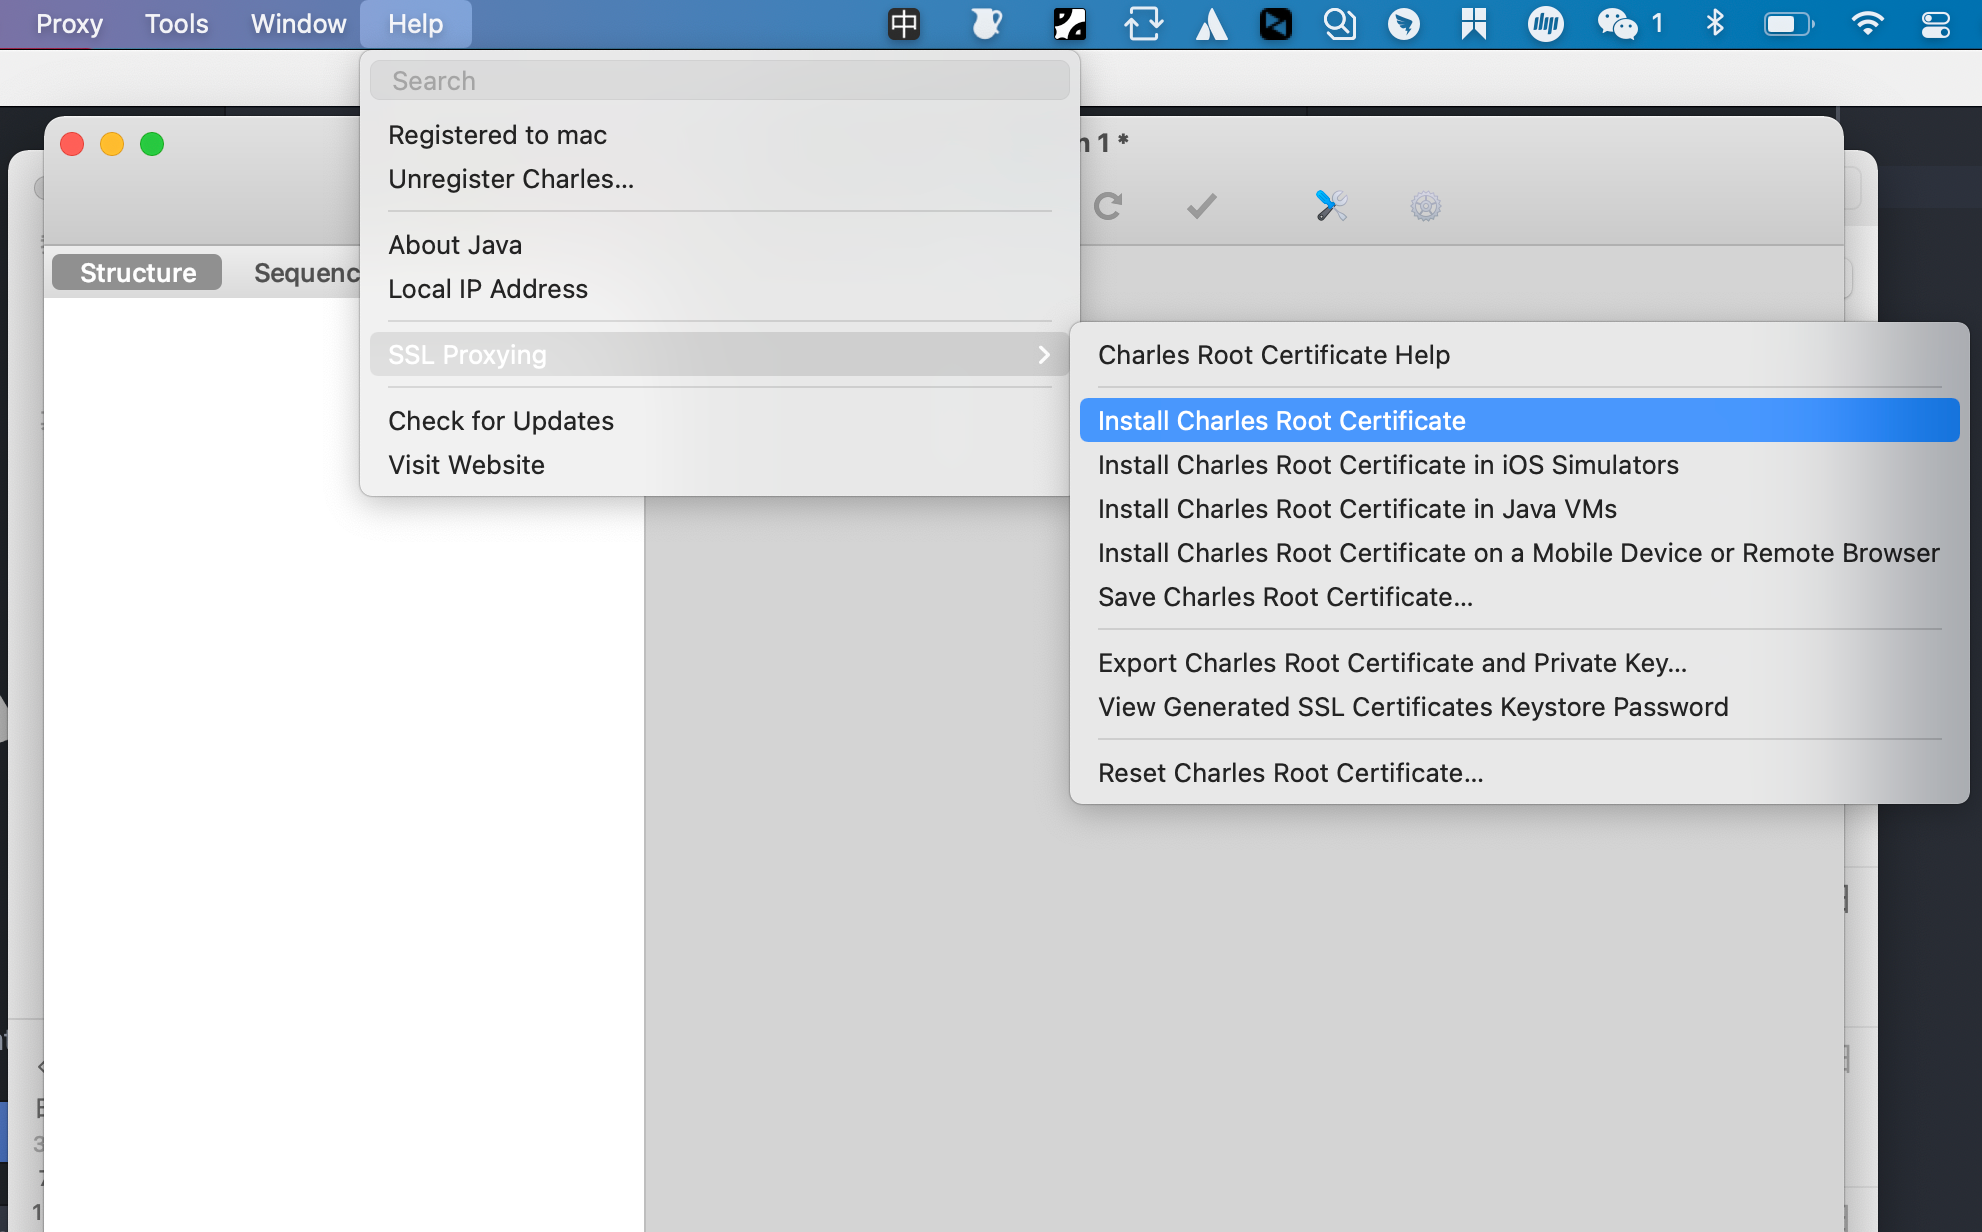 Proxy Tools Window Help 中 1
Search
Registered to mac
Unregister Charles...
About Java
Local IP Address
SSL Proxying
Check for Updates
Visit Website
n 1 *
Structure Sequenc
Charles Root Certificate Help
Install Charles Root Certificate
Install Charles Root Certificate in iOS Simulators
Install Charles Root Certificate in Java VMs
Install Charles Root Certificate on a Mobile Device or Remote Browser
Save Charles Root Certificate...
Export Charles Root Certificate and Private Key...
View Generated SSL Certificates Keystore Password
Reset Charles Root Certificate...